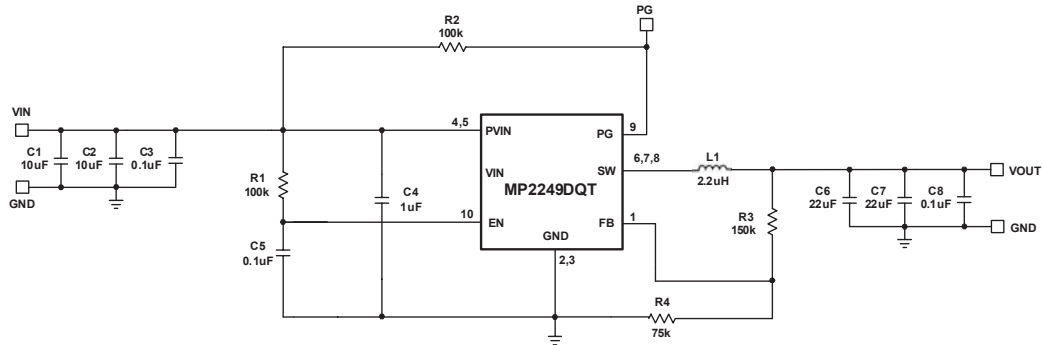 PG
R2
100k
VIN
C1
10uF
C2
10uF
C3
0.1uF
GND
4,5
PVIN
PG
9
VIN
MP2249DQT
SW
6,7,8
L1
2.2uH
VOUT
R1
100k
C4
1uF
10
EN
FB
1
GND
2,3
C5
0.1uF
R3
150k
C6
22uF
C7
22uF
C8
0.1uF
GND
R4
75k